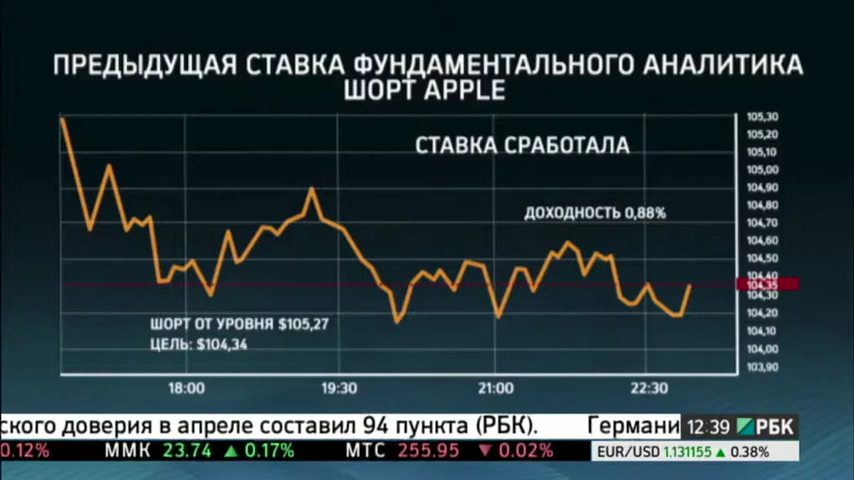 ПРЕДЫДУЩАЯ СТАВКА ФУНДАМЕНТАЛЬНОГО АНАЛИТИКА
ШОРТ APPLE
СТАВКА СРАБОТАЛА
ДОХОДНОСТЬ 0,88%
ШОРТ ОТ УРОВНЯ $105,27
ЦЕЛЬ: $104,34
105,30
105,20
105,10
105,00
104,90
104,80
104,70
104,60
104,50
104,40
104,35
104,30
104,20
104,10
104,00
103,90
18:00 19:30 21:00 22:30
ского доверия в апреле составил 94 пункта (РБК). Германи 12:39 РБК
0.12% ММК 23.74 ▲ 0.17% МТС 255.95 ▼ 0.02% EUR/USD 1.131155 ▲ 0.38%